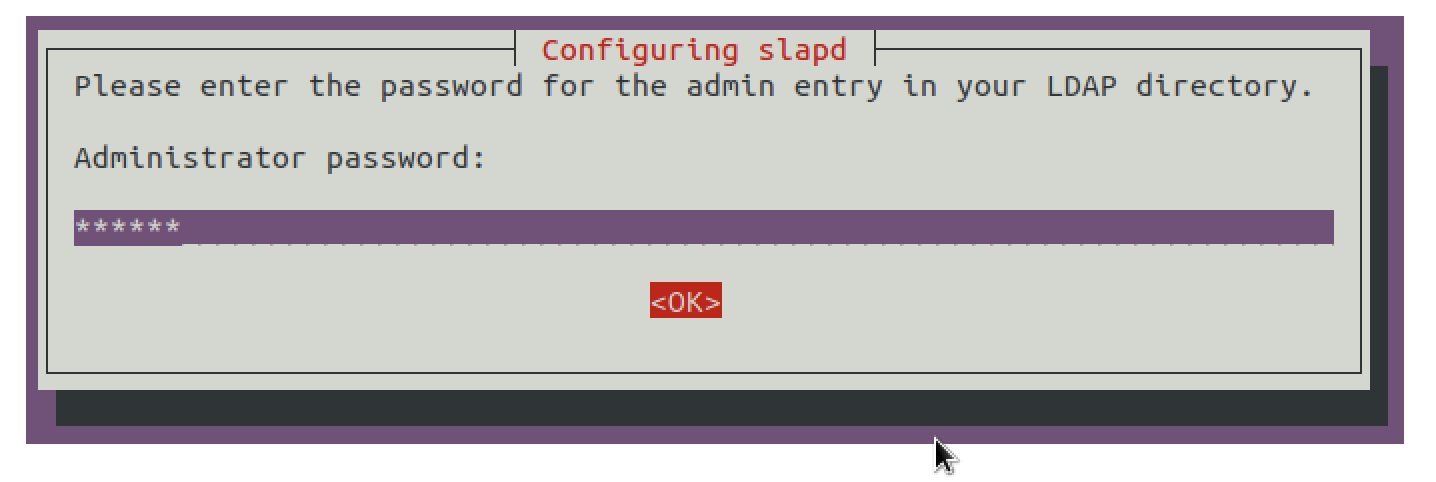 Configuring slapd
Please enter the password for the admin entry in your LDAP directory.
Administrator password:
******
<OK>